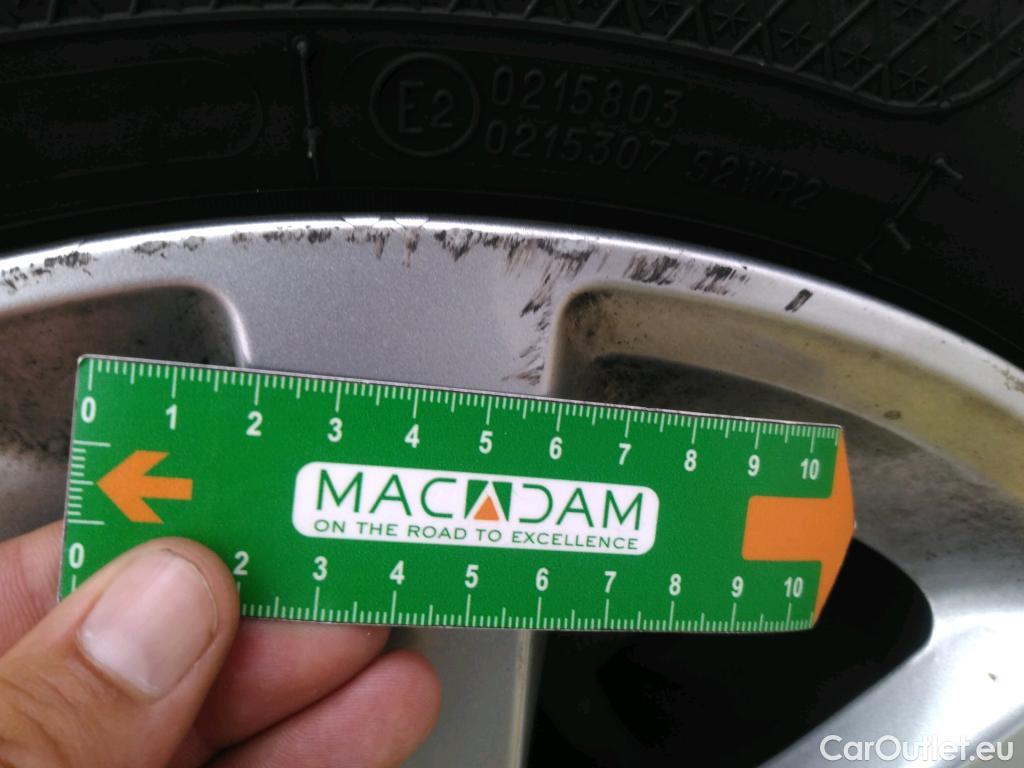 E2 0215803
0215307 S2WR2
0 1 2 3 4 5 6 7 8 9 10
MACADAM
ON THE ROAD TO EXCELLENCE
0 2 3 4 5 6 7 8 9 10
CarOutlet.eu